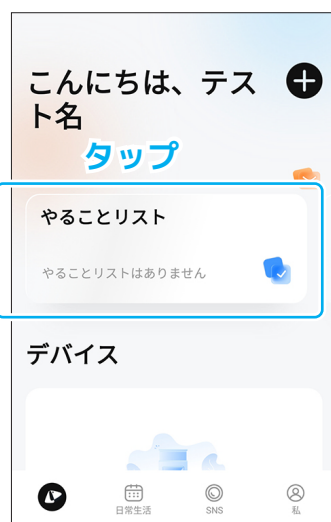 こんにちは、テス
ト名
タップ
やることリスト
やることリストはありません
デバイス
日常生活
SNS
私